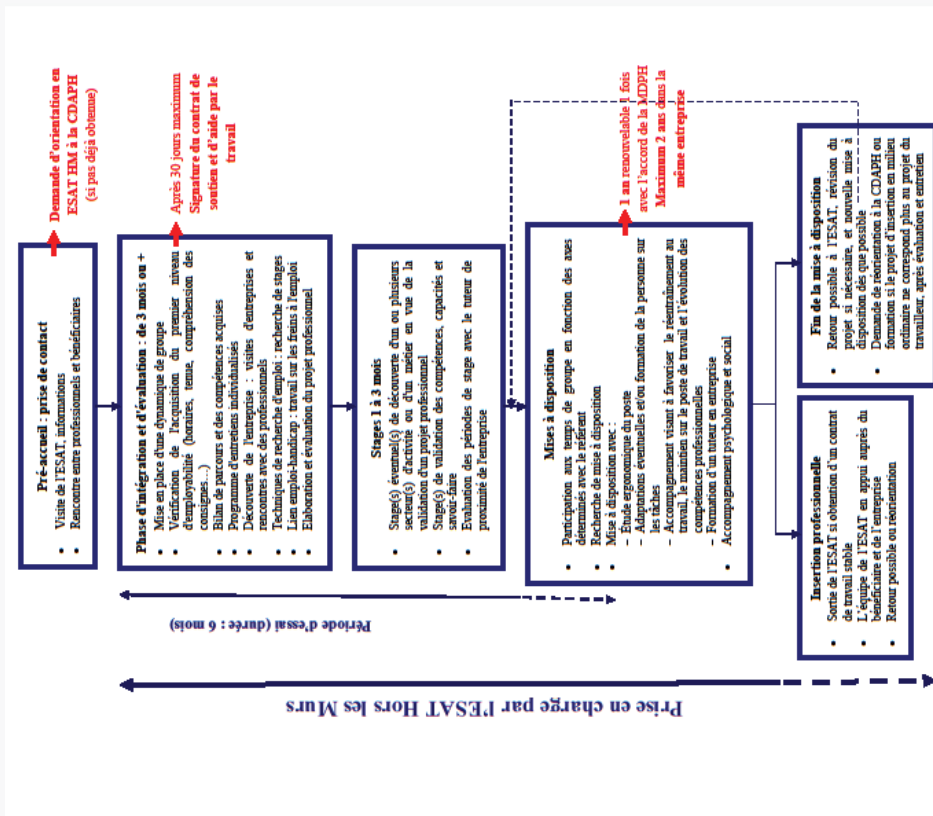 Pré-accueil : prise de contact
• Visite de l'ESAT, informations
• Rencontre entre professionnels et bénéficiaires
Demande d'orientation en
ESAT HM à la CDAPH
(si pas déjà obtenue)
Phase d'intégration et d'évaluation : de 3 mois ou +
• Mise en place d'une dynamique de groupe
• Vérification de l'acquisition du premier niveau
d'employabilité (horaires, tenue, compréhension des
consignes…)
• Bilan de parcours et des compétences acquises
• Programme d'entretiens individualisés
• Découverte de l'entreprise : visites d'entreprises et
rencontres avec des professionnels
• Techniques de recherche d'emploi : recherche de stages
• Lien emploi-handicap : travail sur les freins à l'emploi
• Elaboration et évaluation du projet professionnel
Après 30 jours maximum
Signature du contrat de
soutien et d'aide par le
travail
Stages 1 à 3 mois
• Stage(s) éventuel(s) de découverte d'un ou plusieurs
secteur(s) d'activité ou d'un métier en vue de la
validation d'un projet professionnel
• Stage(s) de validation des compétences, capacités et
savoir-faire
• Evaluation des périodes de stage avec le tuteur de
proximité de l'entreprise
Mises à disposition
• Participation aux temps de groupe en fonction des axes
déterminés avec le référent
• Recherche de mise à disposition
• Mise à disposition avec :
– Étude ergonomique du poste
– Adaptations éventuelles et/ou formation de la personne sur
les tâches
– Accompagnement visant à favoriser le réentraînement au
travail, le maintien sur le poste de travail et l'évolution des
compétences professionnelles
– Formation d'un tuteur en entreprise
• Accompagnement psychologique et social
1 an renouvelable 1 fois
avec l'accord de la MDPH
Maximum 2 ans dans la
même entreprise
Insertion professionnelle
• Sortie de l'ESAT si obtention d'un contrat
de travail stable
• L'équipe de l'ESAT en appui auprès du
bénéficiaire et de l'entreprise
• Retour possible ou réorientation
Fin de la mise à disposition
• Retour possible à l'ESAT, révision du
projet si nécessaire, et nouvelle mise à
disposition dès que possible
• Demande de réorientation à la CDAPH ou
formation si le projet d'insertion en milieu
ordinaire ne correspond plus au projet du
travailleur, après évaluation et entretien
Période d'essai (durée : 6 mois)
Prise en charge par l'ESAT Hors les Murs